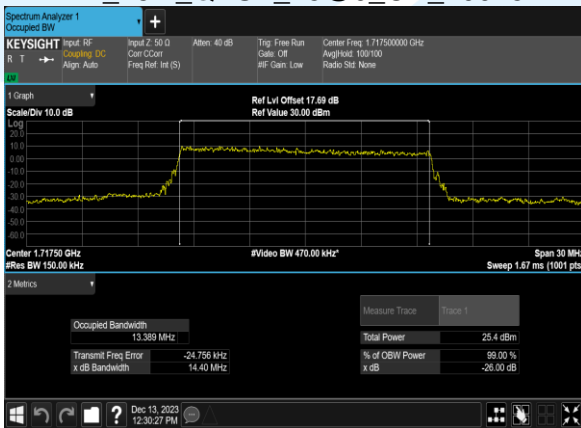 Spectrum Analyzer 1
Occupied BW
+
KEYSIGHT Input: RF Input Z: 50 Ω Atten: 40 dB Trig: Free Run Center Freq: 1.717500000 GHz
R T Coupling: DC Corr CCorr Gate: Off Avg|Hold: 100/100
Align: Auto Freq Ref: Int (S) #IF Gain: Low Radio Std: None
1 Graph
Ref Lvl Offset 17.69 dB
Scale/Div 10.0 dB Ref Value 30.00 dBm
Log
20.0
10.0
0.00
-10.0
-20.0
-30.0
-40.0
-50.0
-60.0
Center 1.71750 GHz #Video BW 470.00 kHz* Span 30 MHz
#Res BW 150.00 kHz Sweep 1.67 ms (1001 pts
2 Metrics
Measure Trace Trace 1
Occupied Bandwidth
13.389 MHz Total Power 25.4 dBm
Transmit Freq Error -24.756 kHz % of OBW Power 99.00 %
x dB Bandwidth 14.40 MHz x dB -26.00 dB
? Dec 13, 2023
12:30:27 PM